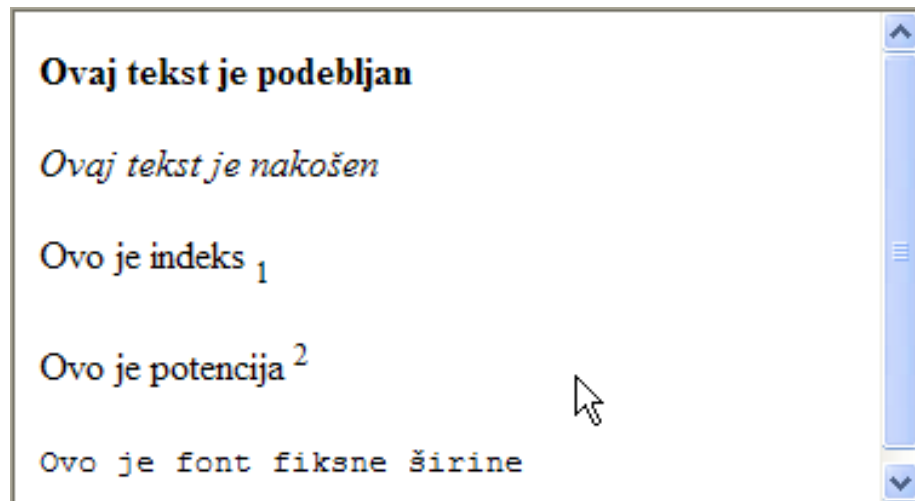 Ovaj tekst je podebljan
Ovaj tekst je nakošen
Ovo je indeks 1
Ovo je potencija 2
Ovo je font fiksne širine